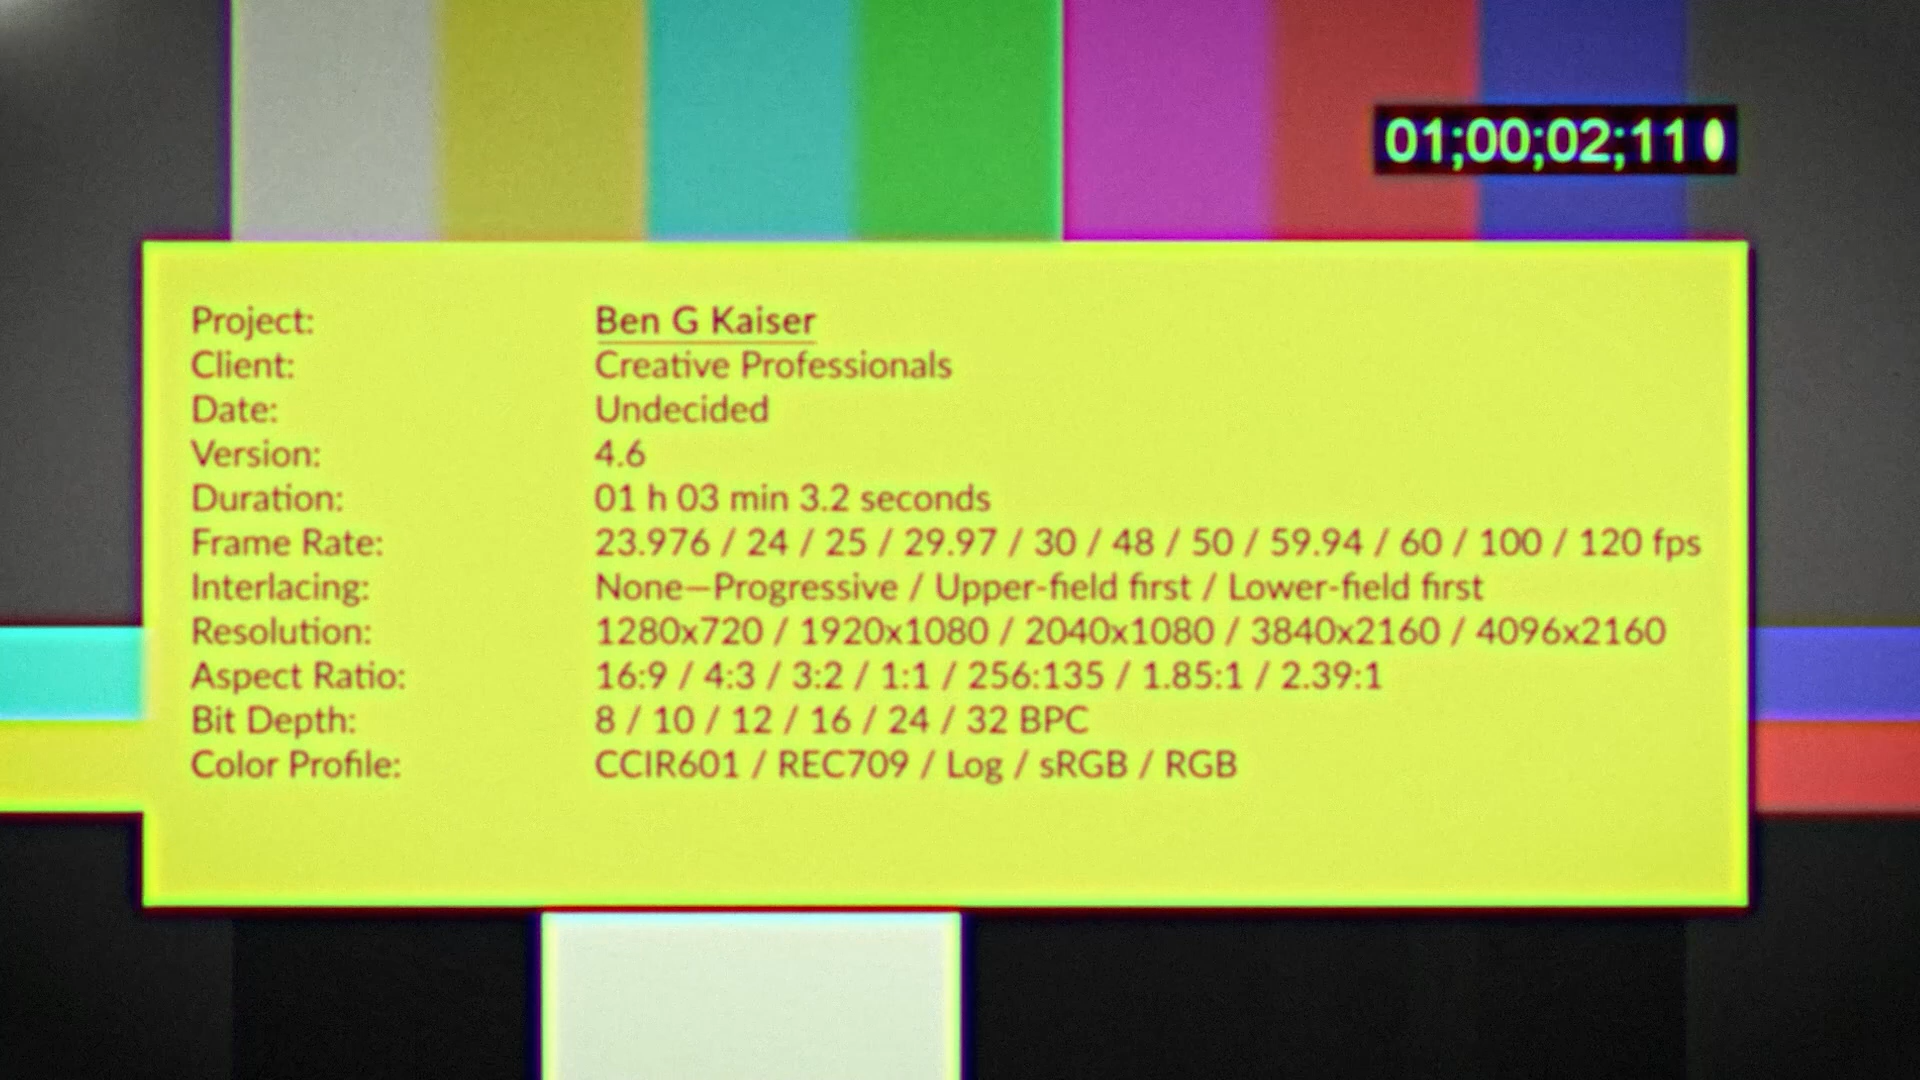 01;00;02;11
Project: Ben G Kaiser
Client: Creative Professionals
Date: Undecided
Version: 4.6
Duration: 01 h 03 min 3.2 seconds
Frame Rate: 23.976 / 24 / 25 / 29.97 / 30 / 48 / 50 / 59.94 / 60 / 100 / 120 fps
Interlacing: None—Progressive / Upper-field first / Lower-field first
Resolution: 1280x720 / 1920x1080 / 2040x1080 / 3840x2160 / 4096x2160
Aspect Ratio: 16:9 / 4:3 / 3:2 / 1:1 / 256:135 / 1.85:1 / 2.39:1
Bit Depth: 8 / 10 / 12 / 16 / 24 / 32 BPC
Color Profile: CCIR601 / REC709 / Log / sRGB / RGB